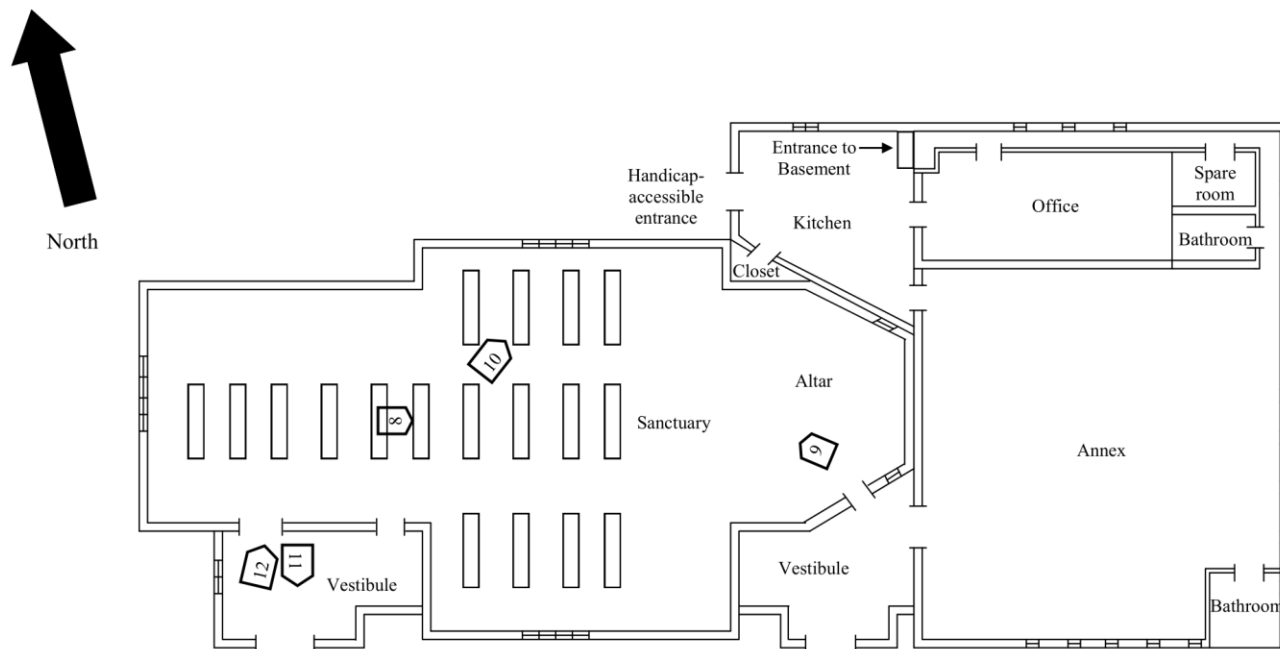 North
Handicap-
accessible
entrance
Entrance to
Basement
Kitchen
Closet
Office
Spare
room
Bathroom
10
8
Sanctuary
Altar
9
Annex
12
11
Vestibule
Vestibule
Bathroom